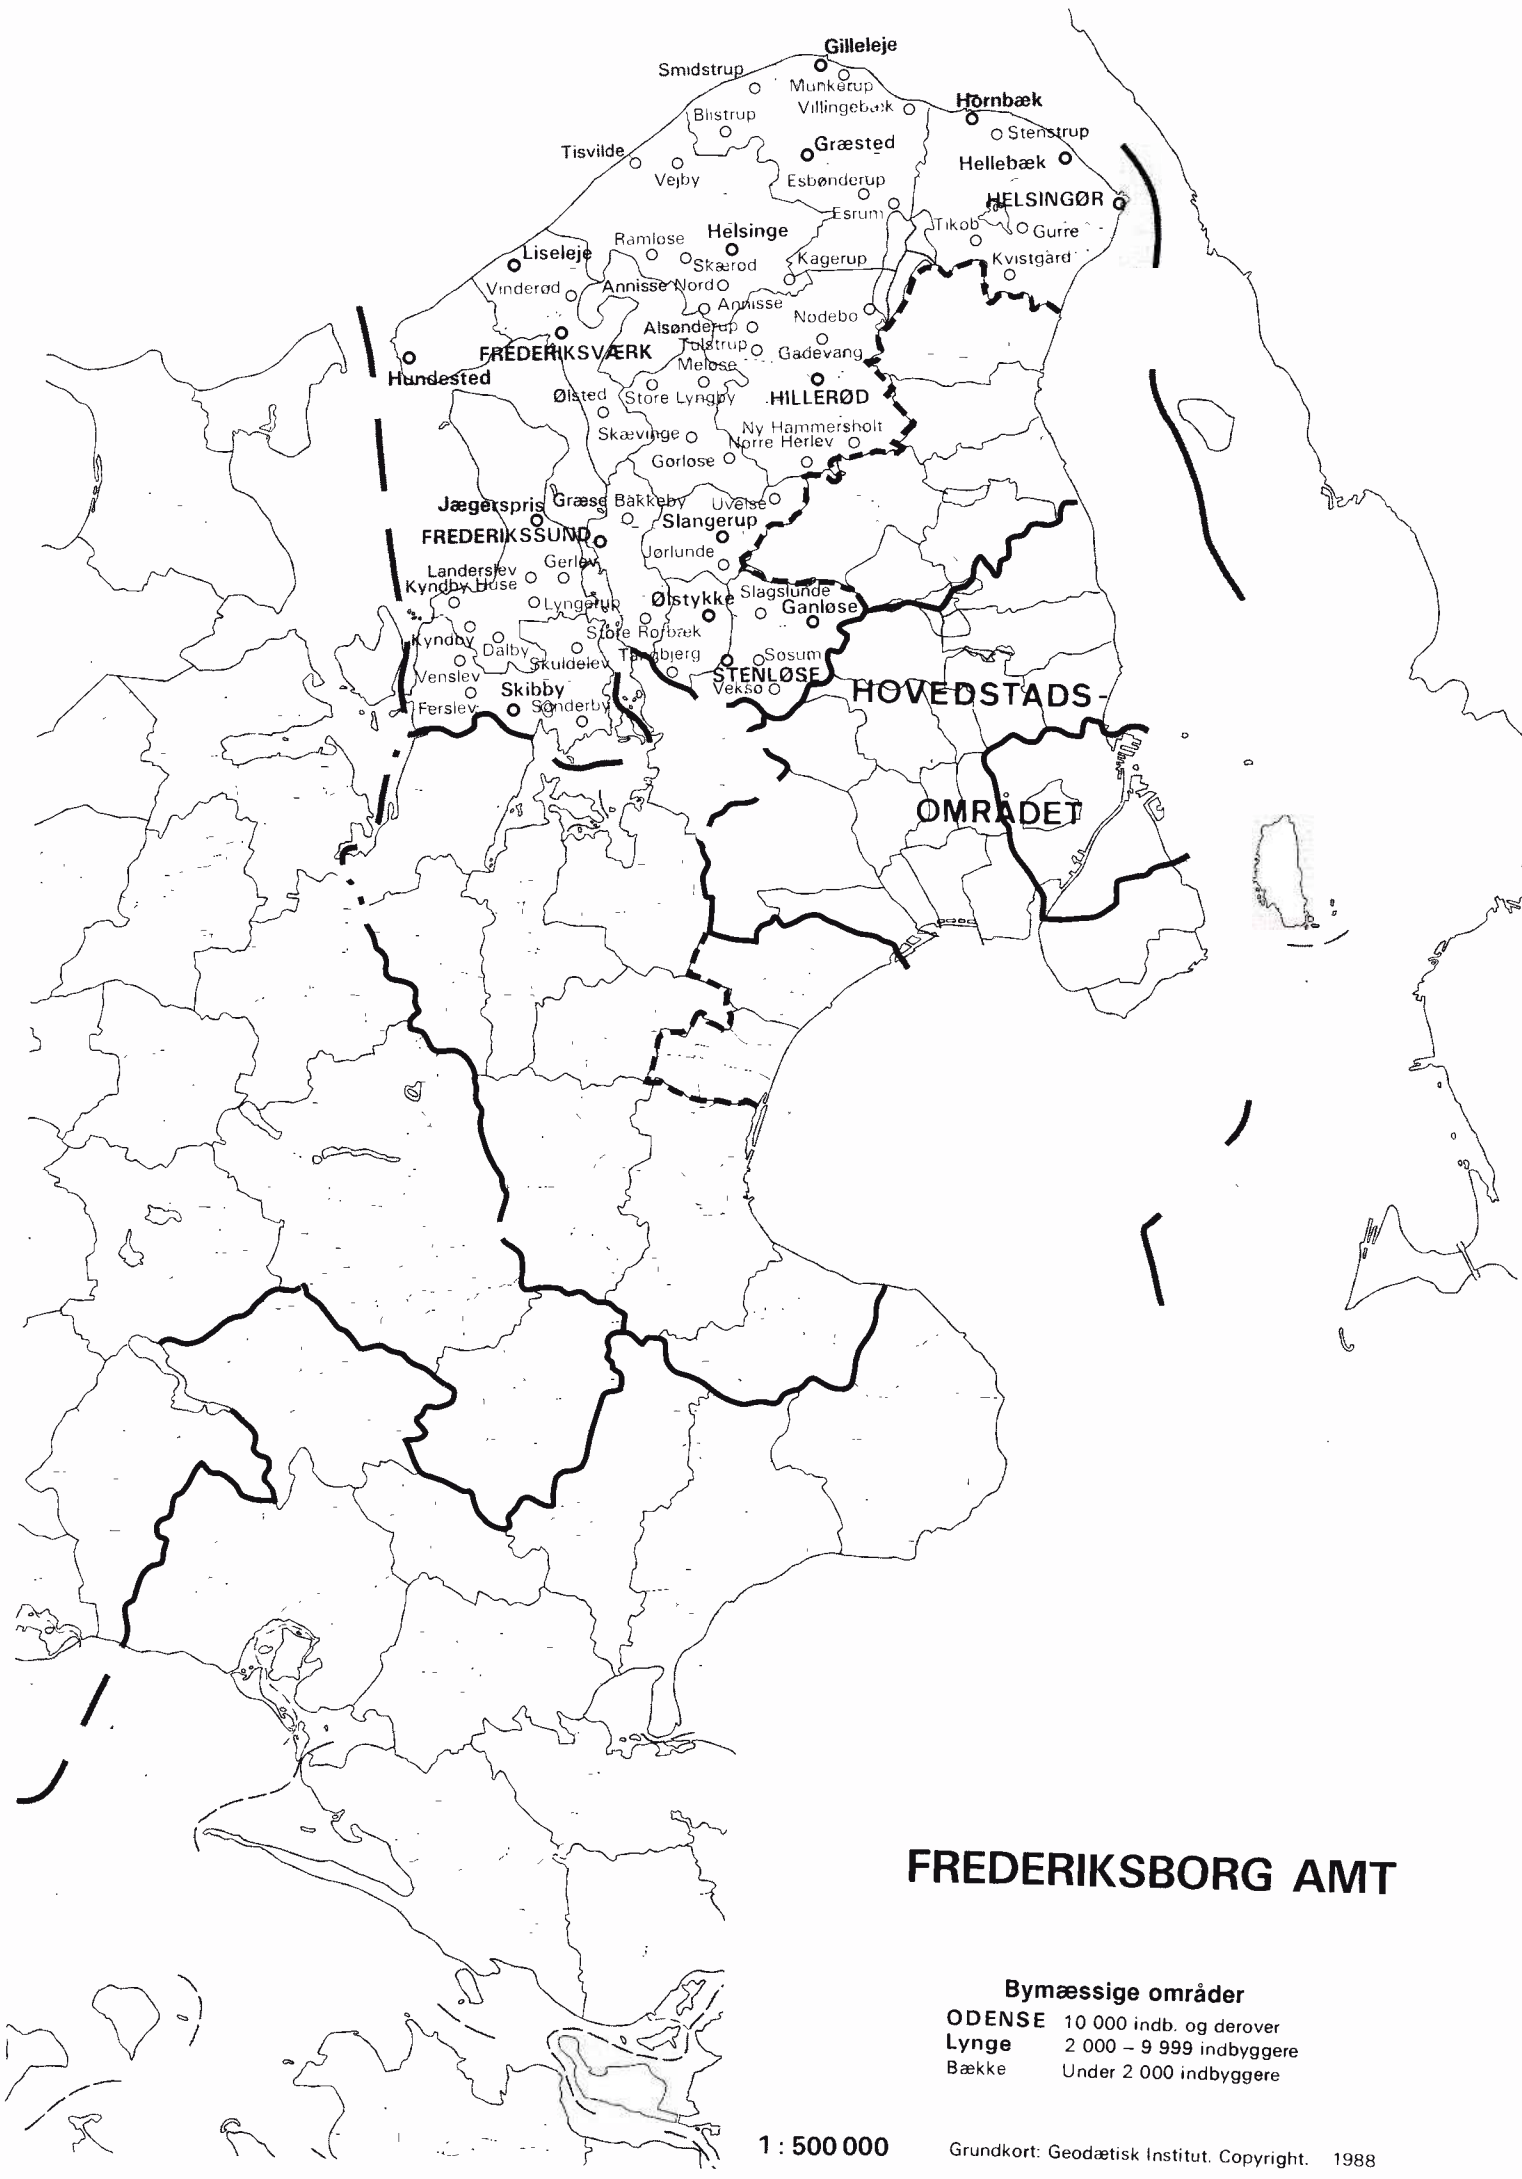 Gilleleje
Smidstrup
Munkerup
Villingebæk
Hornbæk
Blistrup
Stenstrup
Græsted
Tisvilde
Hellebæk
Vejby
Esbønderup
HELSINGØR
Esrum
Tikøb
Gurre
Helsinge
Ramløse
Liseleje
Skærød
Kagerup
Kvistgård
Vinderød
Annisse Nord
Annisse
Nødebo
Alsønderup
Tulstrup
Gadevang
FREDERIKSVÆRK
Meløse
Hundested
Ølsted
Store Lyngby
HILLERØD
Ny Hammersholt
Skævinge
Nørre Herlev
Gørløse
Jægerspris
Græse Bakkeby
Uvelse
Slangerup
FREDERIKSSUND
Jørlunde
Gerlev
Landerslev
Kyndby Huse
Slagslunde
Lyngerup
Ølstykke
Ganløse
Store Rørbæk
Kyndby
Dalby
Skuldelev
Tangbjerg
Søsum
Venslev
STENLØSE
Veksø
Skibby
Ferslev
Sønderby
HOVEDSTADS-
OMRÅDET
FREDERIKSBORG AMT
Bymæssige områder
ODENSE 10 000 indb. og derover
Lynge 2 000 – 9 999 indbyggere
Bække Under 2 000 indbyggere
1 : 500 000
Grundkort: Geodætisk Institut. Copyright. 1988